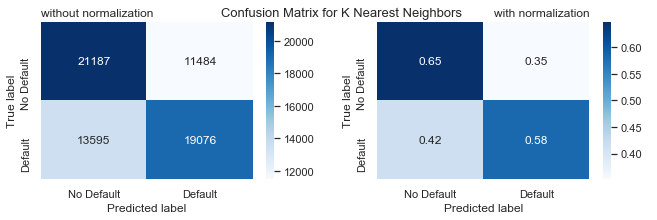 Confusion Matrix for K Nearest Neighbors
without normalization
True label
No Default
Default
21187 11484
13595 19076
20000
18000
16000
14000
12000
No Default Default
Predicted label
with normalization
True label
No Default
Default
0.65 0.35
0.42 0.58
0.60
0.55
0.50
0.45
0.40
No Default Default
Predicted label